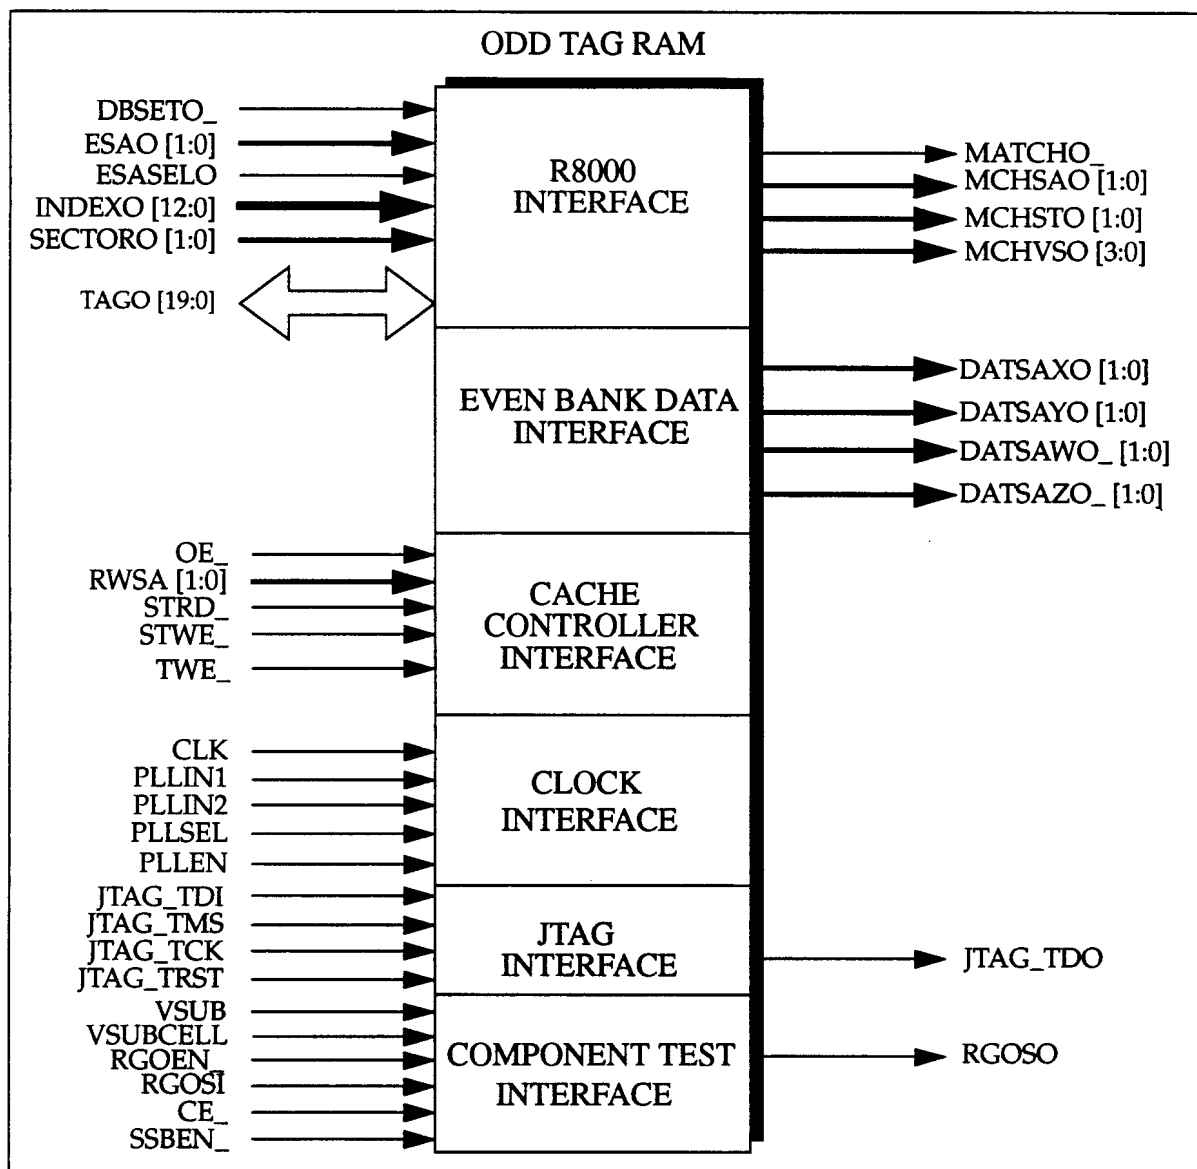 ODD TAG RAM
DBSETO_
ESAO [1:0]
ESASELO
INDEXO [12:0]
SECTORO [1:0]
TAGO [19:0]
R8000
INTERFACE
MATCHO_
MCHSAO [1:0]
MCHSTO [1:0]
MCHVSO [3:0]
EVEN BANK DATA
INTERFACE
DATSAXO [1:0]
DATSAYO [1:0]
DATSAWO_ [1:0]
DATSAZO_ [1:0]
OE_
RWSA [1:0]
STRD_
STWE_
TWE_
CACHE
CONTROLLER
INTERFACE
CLK
PLLIN1
PLLIN2
PLLSEL
PLLEN
CLOCK
INTERFACE
JTAG_TDI
JTAG_TMS
JTAG_TCK
JTAG_TRST
JTAG
INTERFACE
JTAG_TDO
VSUB
VSUBCELL
RGOEN_
RGOSI
CE_
SSBEN_
COMPONENT TEST
INTERFACE
RGOSO